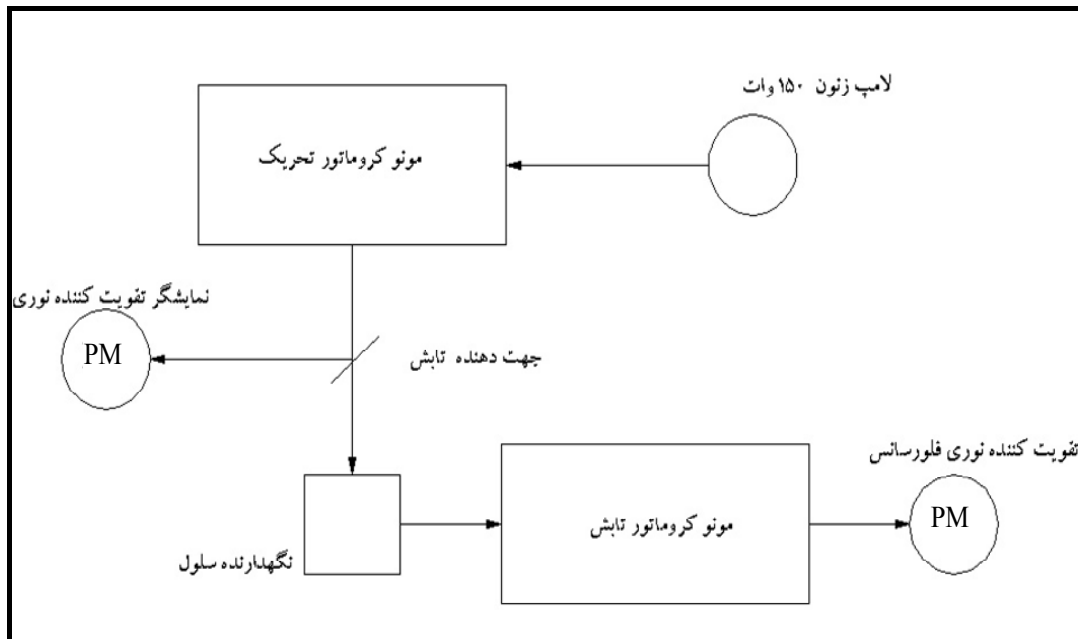 لامپ زنون ۱۵۰ وات
مونو کروماتور تحریک
نمایشگر تقویت کننده نوری
PM
جهت دهنده تابش
تقویت کننده نوری فلورسانس
PM
مونو کروماتور تابش
نگهدارنده سلول